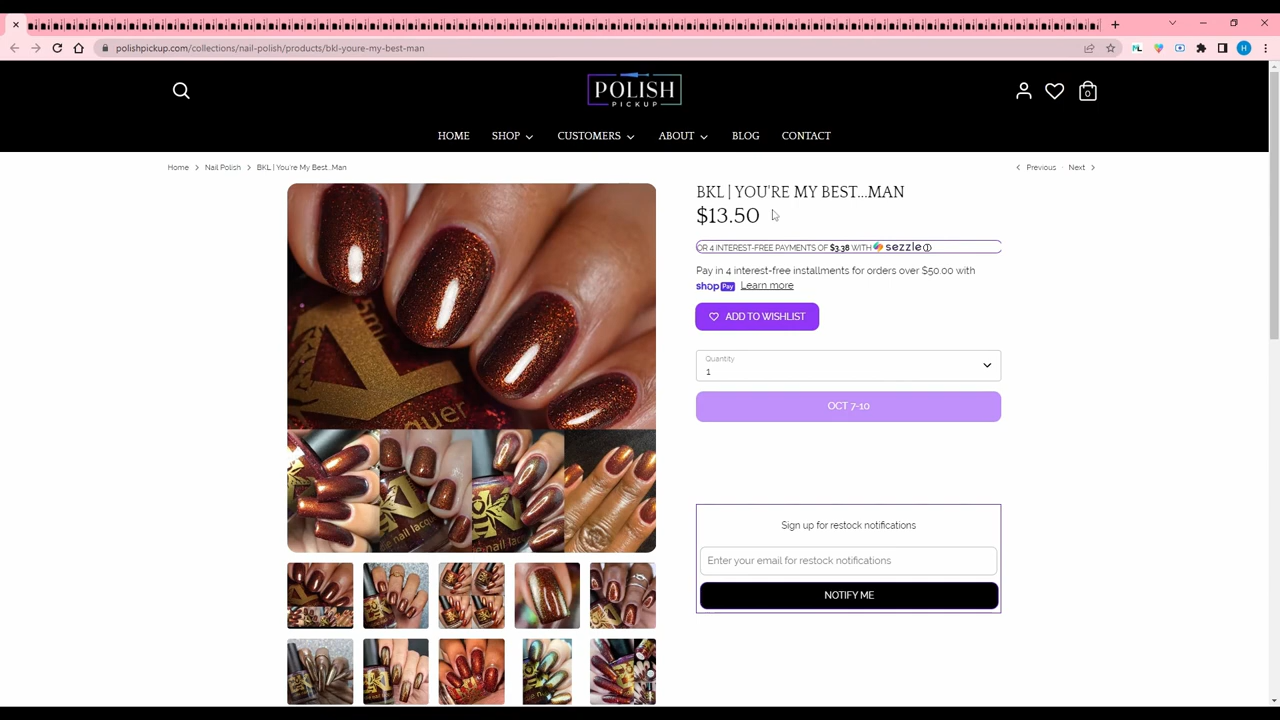 polishpickup.com/collections/nail-polish/products/bkl-youre-my-best-man
ML
H
POLISH
PICKUP
0
HOME
SHOP
CUSTOMERS
ABOUT
BLOG
CONTACT
Home > Nail Polish > BKL | You're My Best...Man
< Previous · Next >
BKL | YOU'RE MY BEST...MAN
$13.50
OR 4 INTEREST-FREE PAYMENTS OF $3.38 WITH sezzle
Pay in 4 interest-free installments for orders over $50.00 with
shop Pay Learn more
ADD TO WISHLIST
Quantity
1
OCT 7-10
Sign up for restock notifications
Enter your email for restock notifications
NOTIFY ME